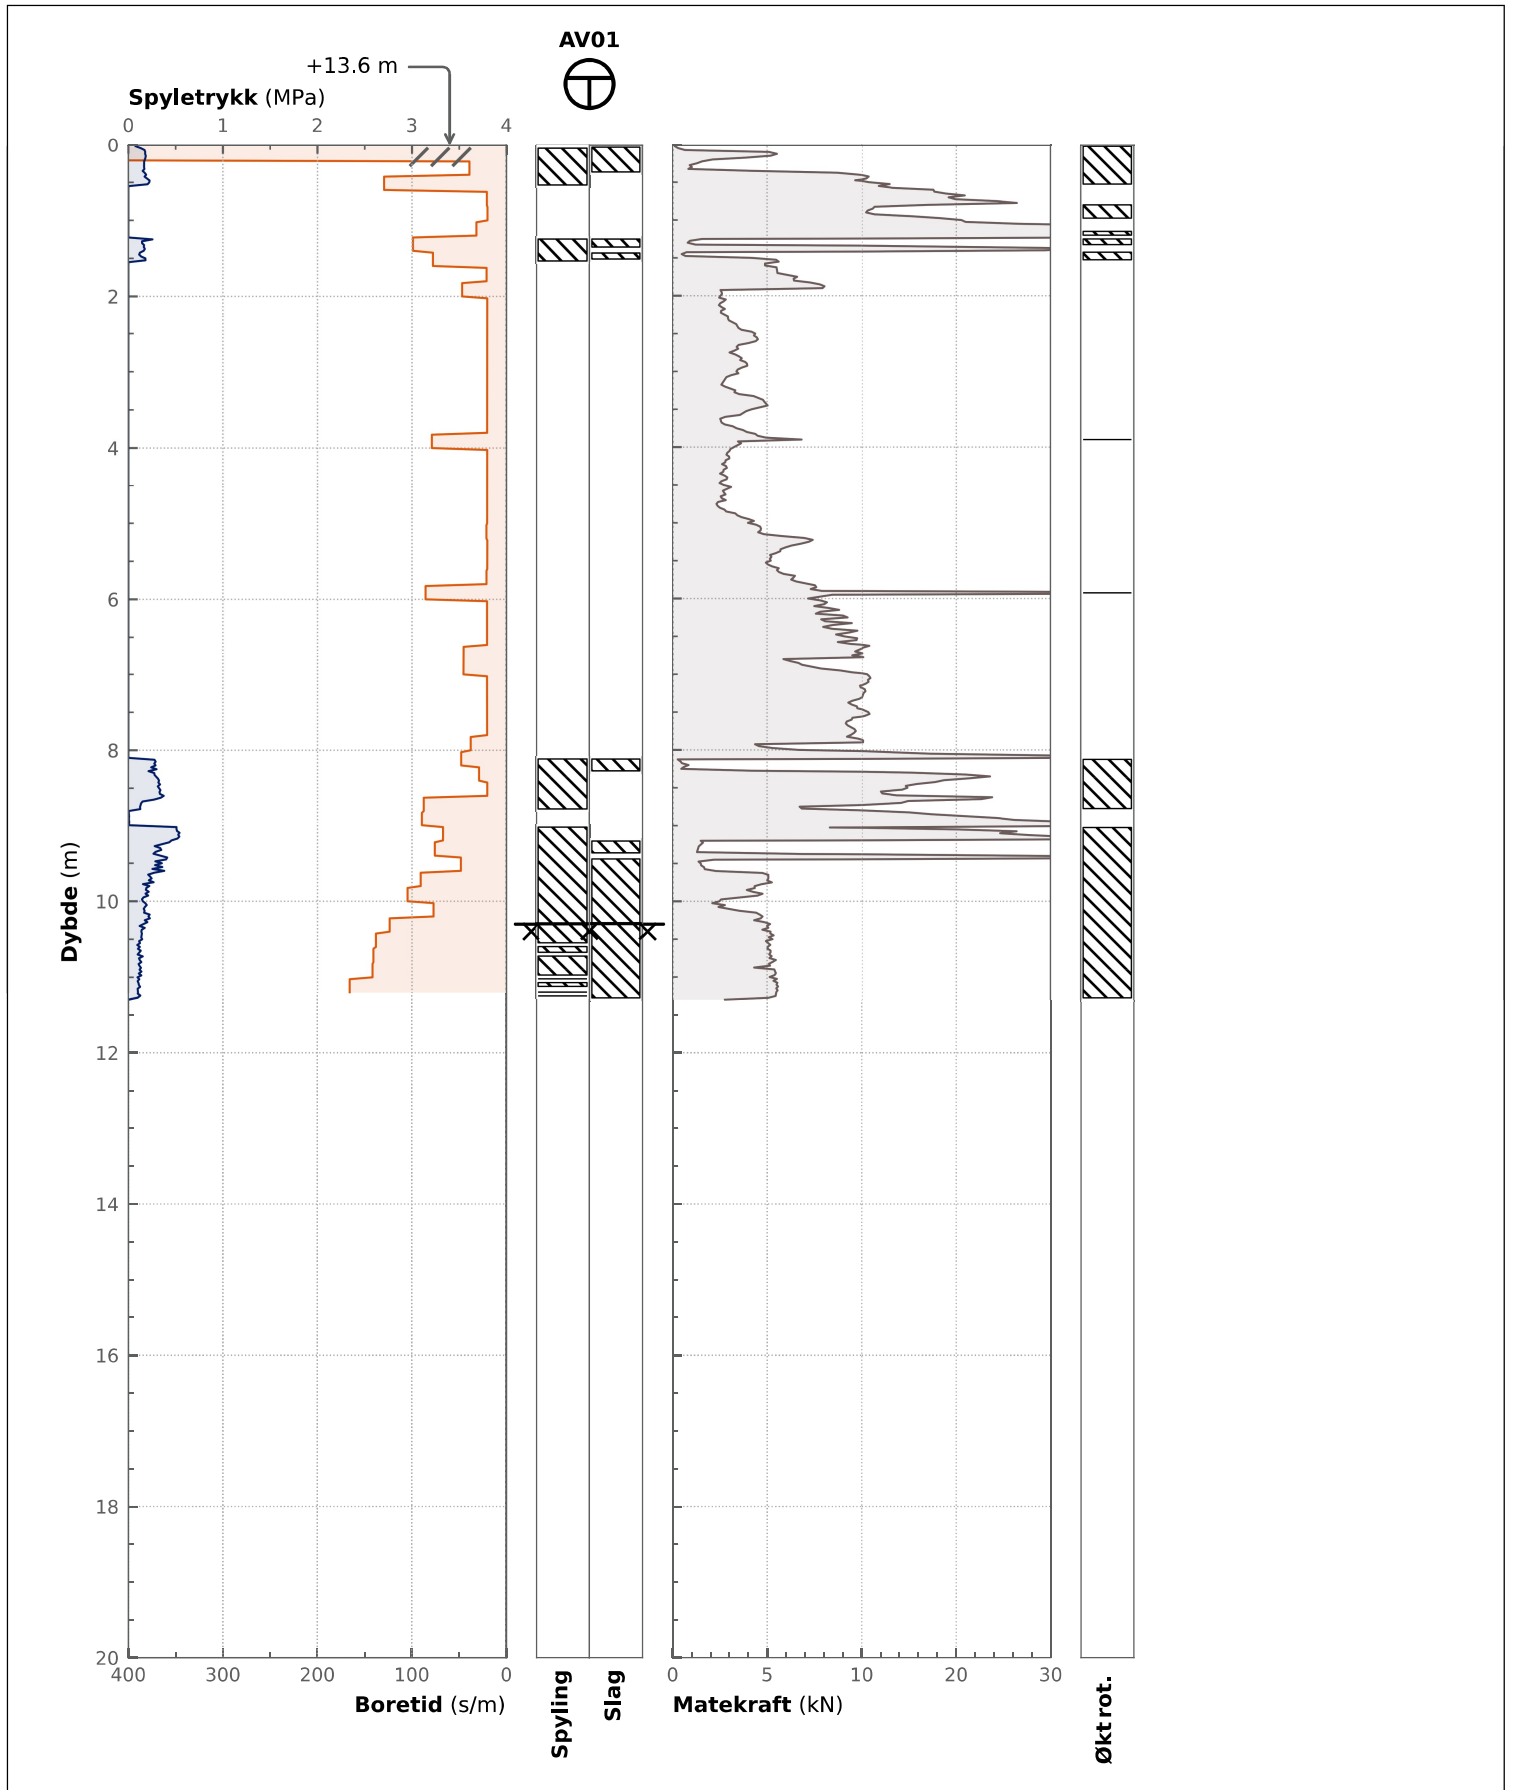 AV01
+13.6 m
Spyletrykk (MPa)
0 1 2 3 4
0
2
4
6
8
10
12
14
16
18
20
Dybde (m)
400 300 200 100 0
Boretid (s/m)
Spyling
Slag
0 5 10 20 30
Matekraft (kN)
Økt rot.